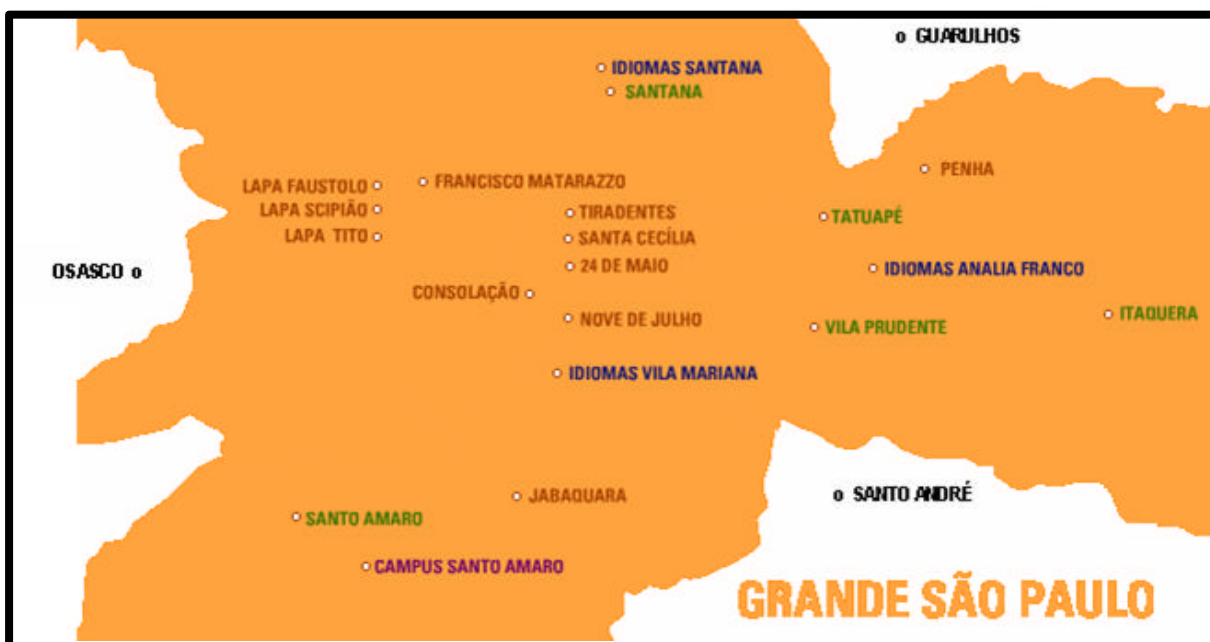 GUARULHOS
IDIOMAS SANTANA
SANTANA
PENHA
LAPA FAUSTOLO
FRANCISCO MATARAZZO
LAPA SCIPIÃO
TIRADENTES
TATUAPÉ
LAPA TITO
SANTA CECÍLIA
24 DE MAIO
IDIOMAS ANALIA FRANCO
OSASCO
CONSOLAÇÃO
NOVE DE JULHO
ITAQUERA
VILA PRUDENTE
IDIOMAS VILA MARIANA
JABAQUARA
SANTO ANDRÉ
SANTO AMARO
CAMPUS SANTO AMARO
GRANDE SÃO PAULO